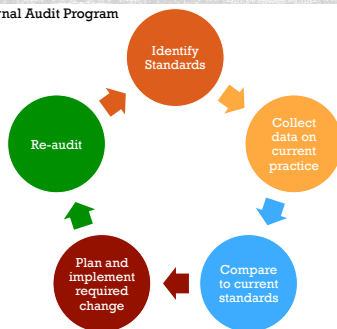 Audit Program
Identify
Standards
Collect
data on
current
practice
Compare
to current
standards
Plan and
implement
required
change
Re-audit